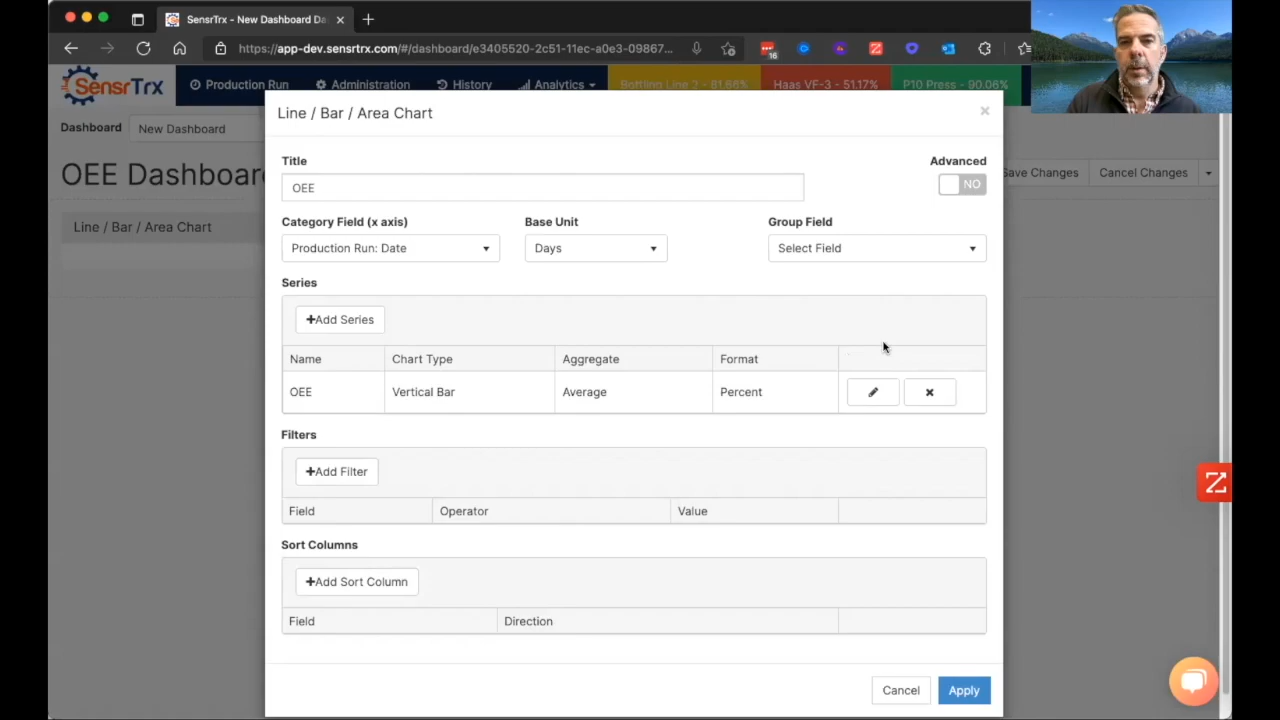 SensrTrx - New Dashboard Da
https://app-dev.sensrtrx.com/#/dashboard/e3405520-2c51-11ec-a0e3-09867...
16
SensrTrx
Production Run
Administration
History
Analytics
Bottling Line 2 - 81.66%
Haas VF-3 - 51.17%
P10 Press - 90.06%
Dashboard
New Dashboard
OEE Dashboar
Save Changes
Cancel Changes
Line / Bar / Area Chart
Line / Bar / Area Chart
×
Title
Advanced
OEE
NO
Category Field (x axis)
Base Unit
Group Field
Production Run: Date
Days
Select Field
Series
+Add Series
Name
Chart Type
Aggregate
Format
OEE
Vertical Bar
Average
Percent
Filters
+Add Filter
Field
Operator
Value
Sort Columns
+Add Sort Column
Field
Direction
Cancel
Apply